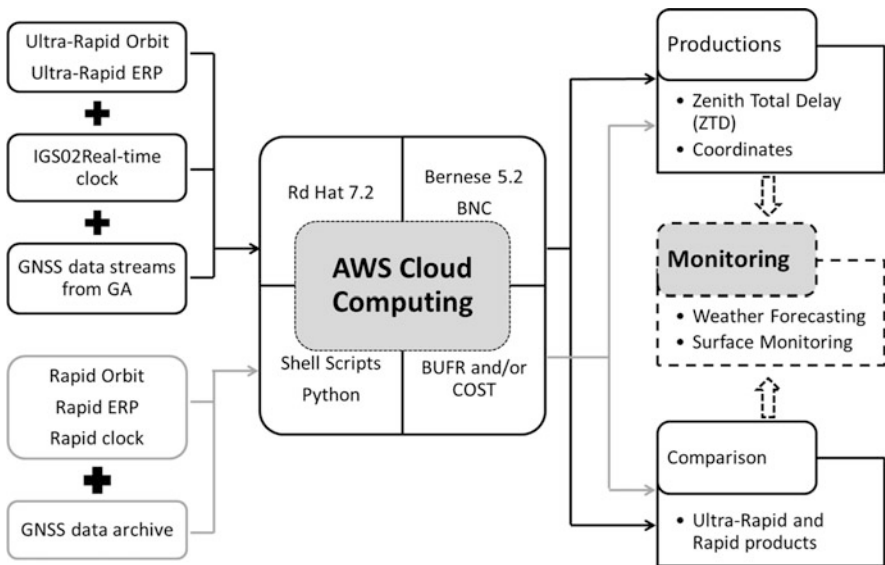 Ultra-Rapid Orbit
Ultra-Rapid ERP
IGS02Real-time
clock
GNSS data streams
from GA
Rapid Orbit
Rapid ERP
Rapid clock
GNSS data archive
Rd Hat 7.2
Bernese 5.2
BNC
AWS Cloud
Computing
Shell Scripts
Python
BUFR and/or
COST
Productions
• Zenith Total Delay
(ZTD)
• Coordinates
Monitoring
• Weather Forecasting
• Surface Monitoring
Comparison
• Ultra-Rapid and
Rapid products